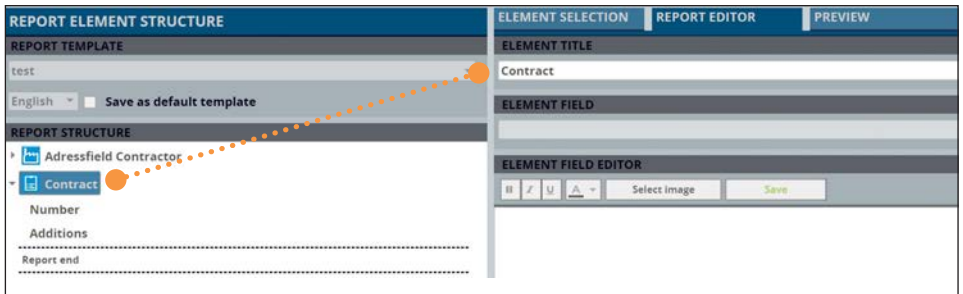 REPORT ELEMENT STRUCTURE
REPORT TEMPLATE
test
English
Save as default template
REPORT STRUCTURE
Adressfield Contractor
Contract
Number
Additions
Report end
ELEMENT SELECTION
REPORT EDITOR
PREVIEW
ELEMENT TITLE
Contract
ELEMENT FIELD
ELEMENT FIELD EDITOR
B I U A Select image Save